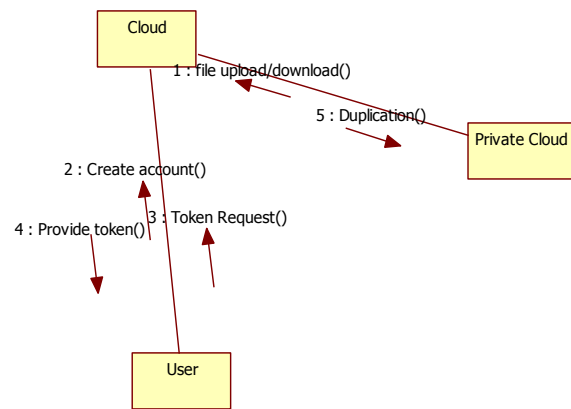 Cloud
1 : file upload/download()
5 : Duplication()
Private Cloud
2 : Create account()
3 : Token Request()
4 : Provide token()
User